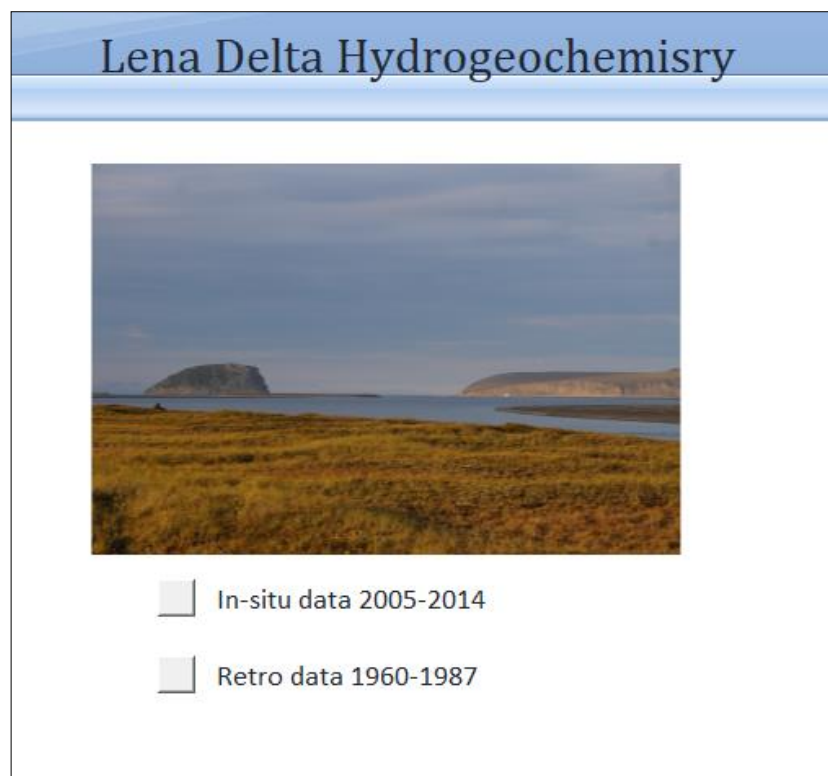 Lena Delta Hydrogeochemisry
In-situ data 2005-2014
Retro data 1960-1987